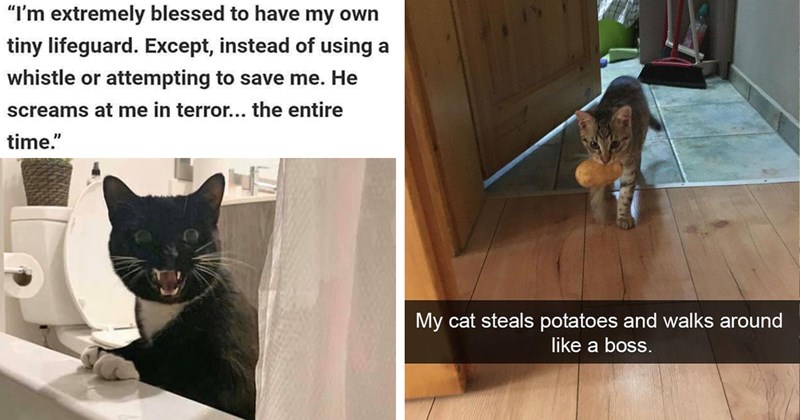 “I’m extremely blessed to have my own
tiny lifeguard. Except, instead of using a
whistle or attempting to save me. He
screams at me in terror... the entire
time.”
My cat steals potatoes and walks around
like a boss.